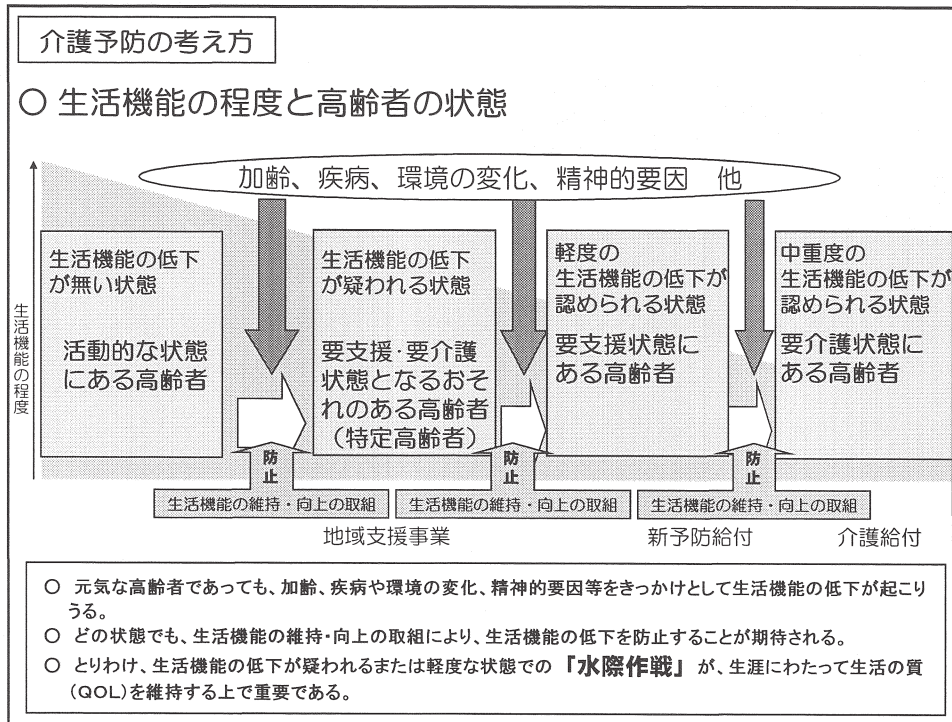 介護予防の考え方
○ 生活機能の程度と高齢者の状態
加齢、疾病、環境の変化、精神的要因　他
生活機能の程度
生活機能の低下
が無い状態
活動的な状態
にある高齢者
生活機能の低下
が疑われる状態
要支援・要介護
状態となるおそ
れのある高齢者
（特定高齢者）
軽度の
生活機能の低下が
認められる状態
要支援状態に
ある高齢者
中重度の
生活機能の低下が
認められる状態
要介護状態に
ある高齢者
防止
防止
防止
生活機能の維持・向上の取組
生活機能の維持・向上の取組
生活機能の維持・向上の取組
地域支援事業
新予防給付
介護給付
○ 元気な高齢者であっても、加齢、疾病や環境の変化、精神的要因等をきっかけとして生活機能の低下が起こり
うる。
○ どの状態でも、生活機能の維持・向上の取組により、生活機能の低下を防止することが期待される。
○ とりわけ、生活機能の低下が疑われるまたは軽度な状態での「水際作戦」が、生涯にわたって生活の質
（QOL）を維持する上で重要である。